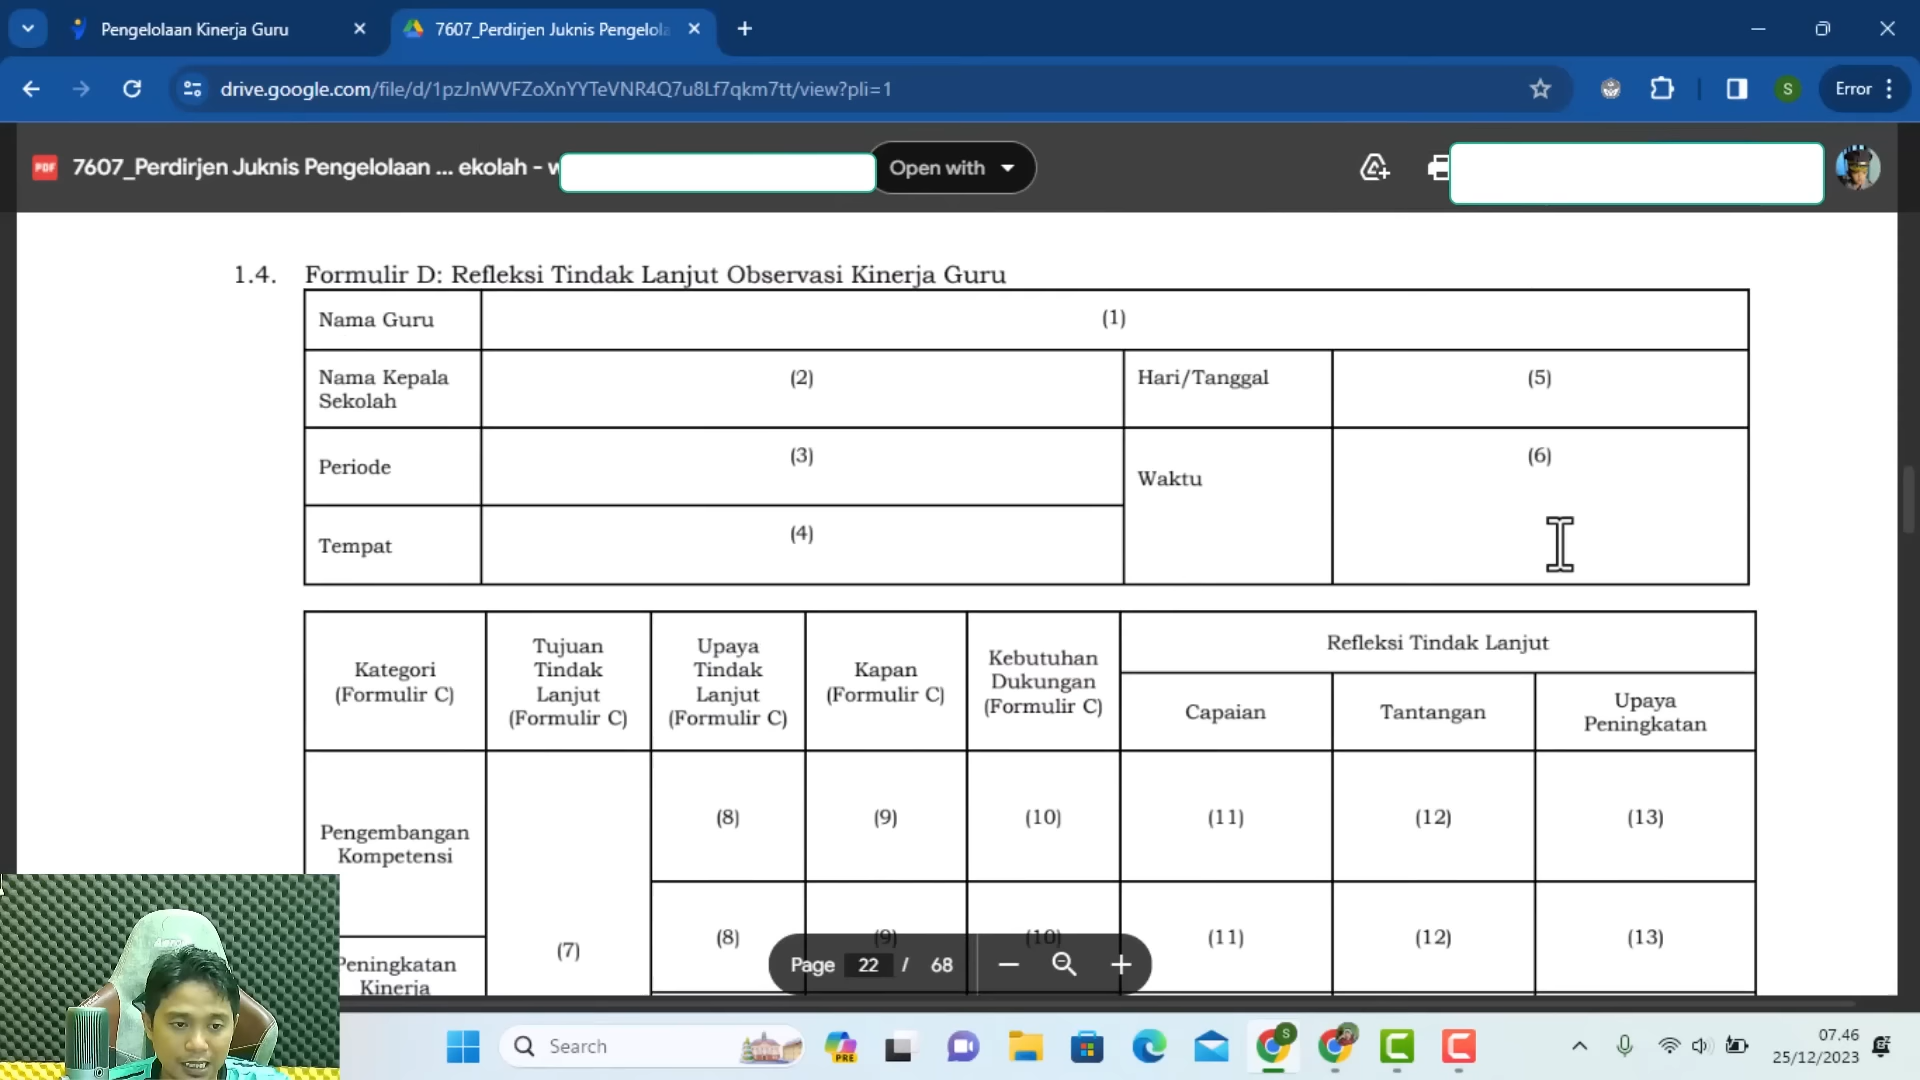 Pengelolaan Kinerja Guru
7607_Perdirjen Juknis Pengelola
drive.google.com/file/d/1pzJnWVFZoXnYYTeVNR4Q7u8Lf7qkm7tt/view?pli=1
S
Error
PDF
7607_Perdirjen Juknis Pengelolaan ... ekolah - w
Open with
1.4. Formulir D: Refleksi Tindak Lanjut Observasi Kinerja Guru
Nama Guru (1)
Nama Kepala Sekolah (2) Hari/Tanggal (5)
Periode (3) Waktu (6)
Tempat (4)
Kategori (Formulir C)
Tujuan Tindak Lanjut (Formulir C)
Upaya Tindak Lanjut (Formulir C)
Kapan (Formulir C)
Kebutuhan Dukungan (Formulir C)
Refleksi Tindak Lanjut
Capaian
Tantangan
Upaya Peningkatan
Pengembangan Kompetensi
(8) (9) (10) (11) (12) (13)
(7)
(8) (9) (10) (11) (12) (13)
Peningkatan Kinerja
Page 22 / 68
Search
PRE
S
07.46
25/12/2023